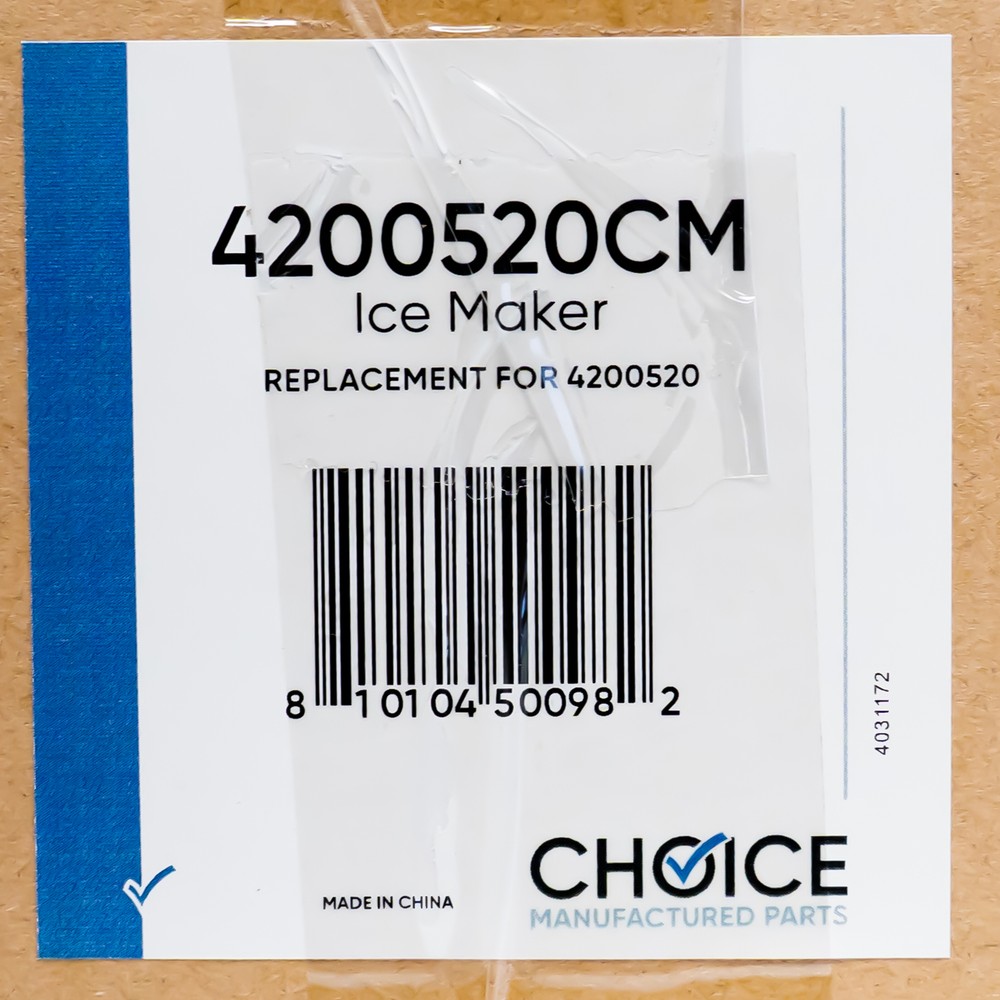 4200520CM
Ice Maker
REPLACEMENT FOR 4200520
8 10104 50098 2
4031172
CHOICE
MANUFACTURED PARTS
MADE IN CHINA